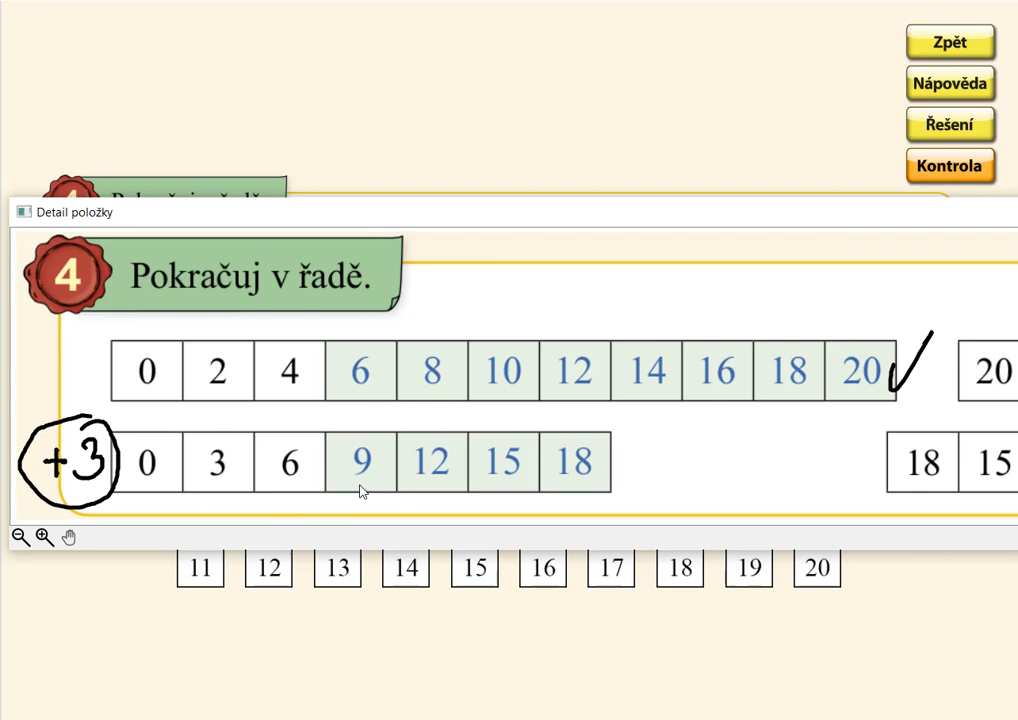 Zpět
Nápověda
Řešení
Kontrola
Detail položky
4 Pokračuj v řadě.
0 2 4 6 8 10 12 14 16 18 20 20
+3 0 3 6 9 12 15 18 18 15
11 12 13 14 15 16 17 18 19 20